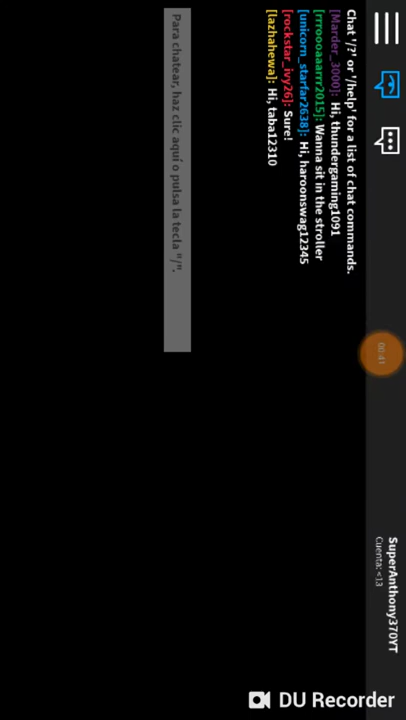 Chat '/?' or '/help' for a list of chat commands.
[Marder_3000]: Hi, thundergaming1091
[rrroooaaarrr2015]: Wanna sit in the stroller
[unicorn_starfar2638]: Hi, haroonswag12345
[rockstar_ivy26]: Sure!
[lazhahewa]: Hi, taba12310
Para chatear, haz clic aquí o pulsa la tecla "/".
00:41
SuperAnthony370YT
Cuenta: <13
DU Recorder